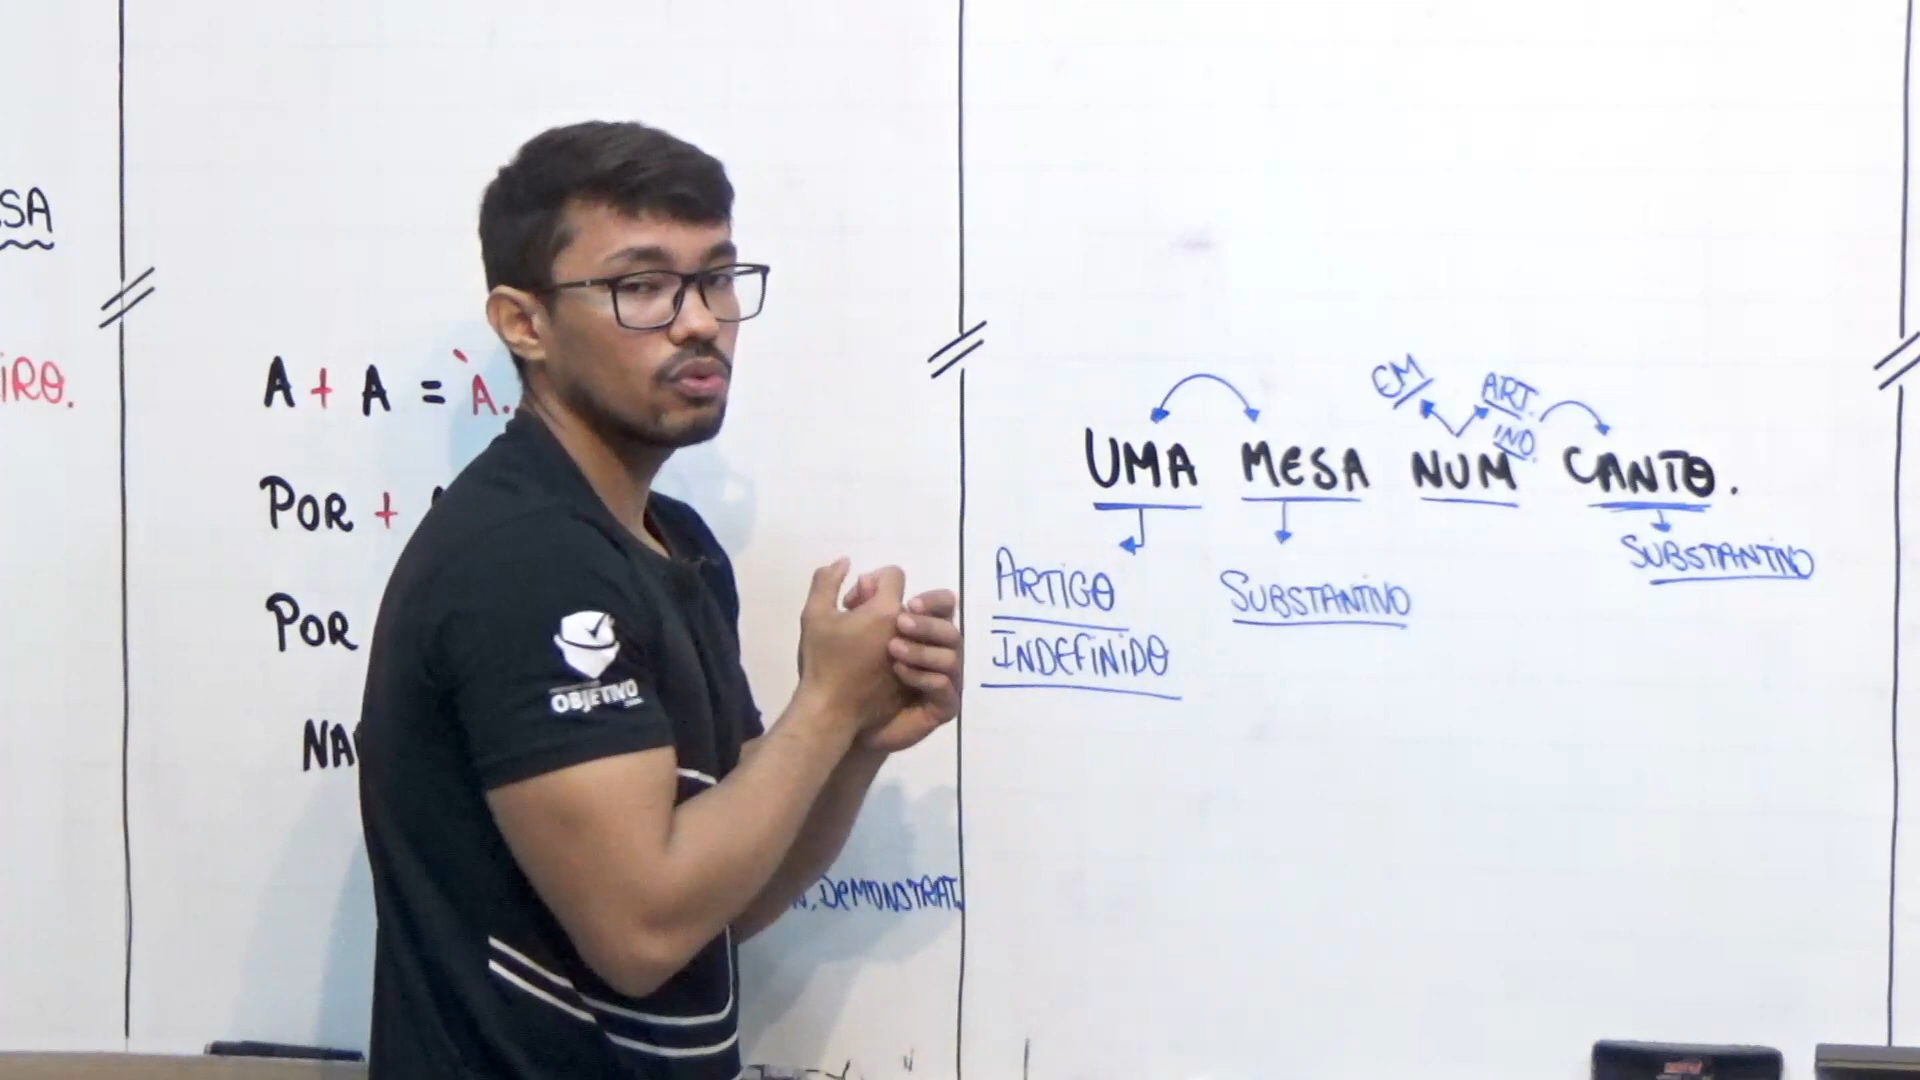 SA
iRO.
A + A = À.
POR +
POR
NA
DEMONSTRAT.
OBJETIVO
EM ART.
IND.
UMA MESA NUM CANTO.
ARTIGO
INDEFINIDO
SUBSTANTIVO
SUBSTANTIVO